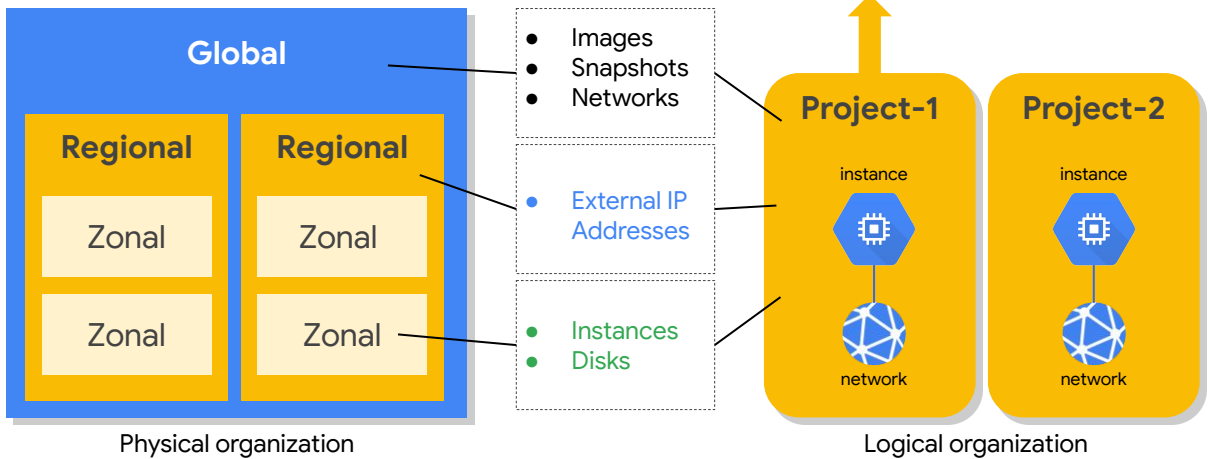 Global
Regional
Zonal
Zonal
Regional
Zonal
Zonal
Physical organization
● Images
● Snapshots
● Networks
● External IP
Addresses
● Instances
● Disks
Project-1
instance
network
Project-2
instance
network
Logical organization